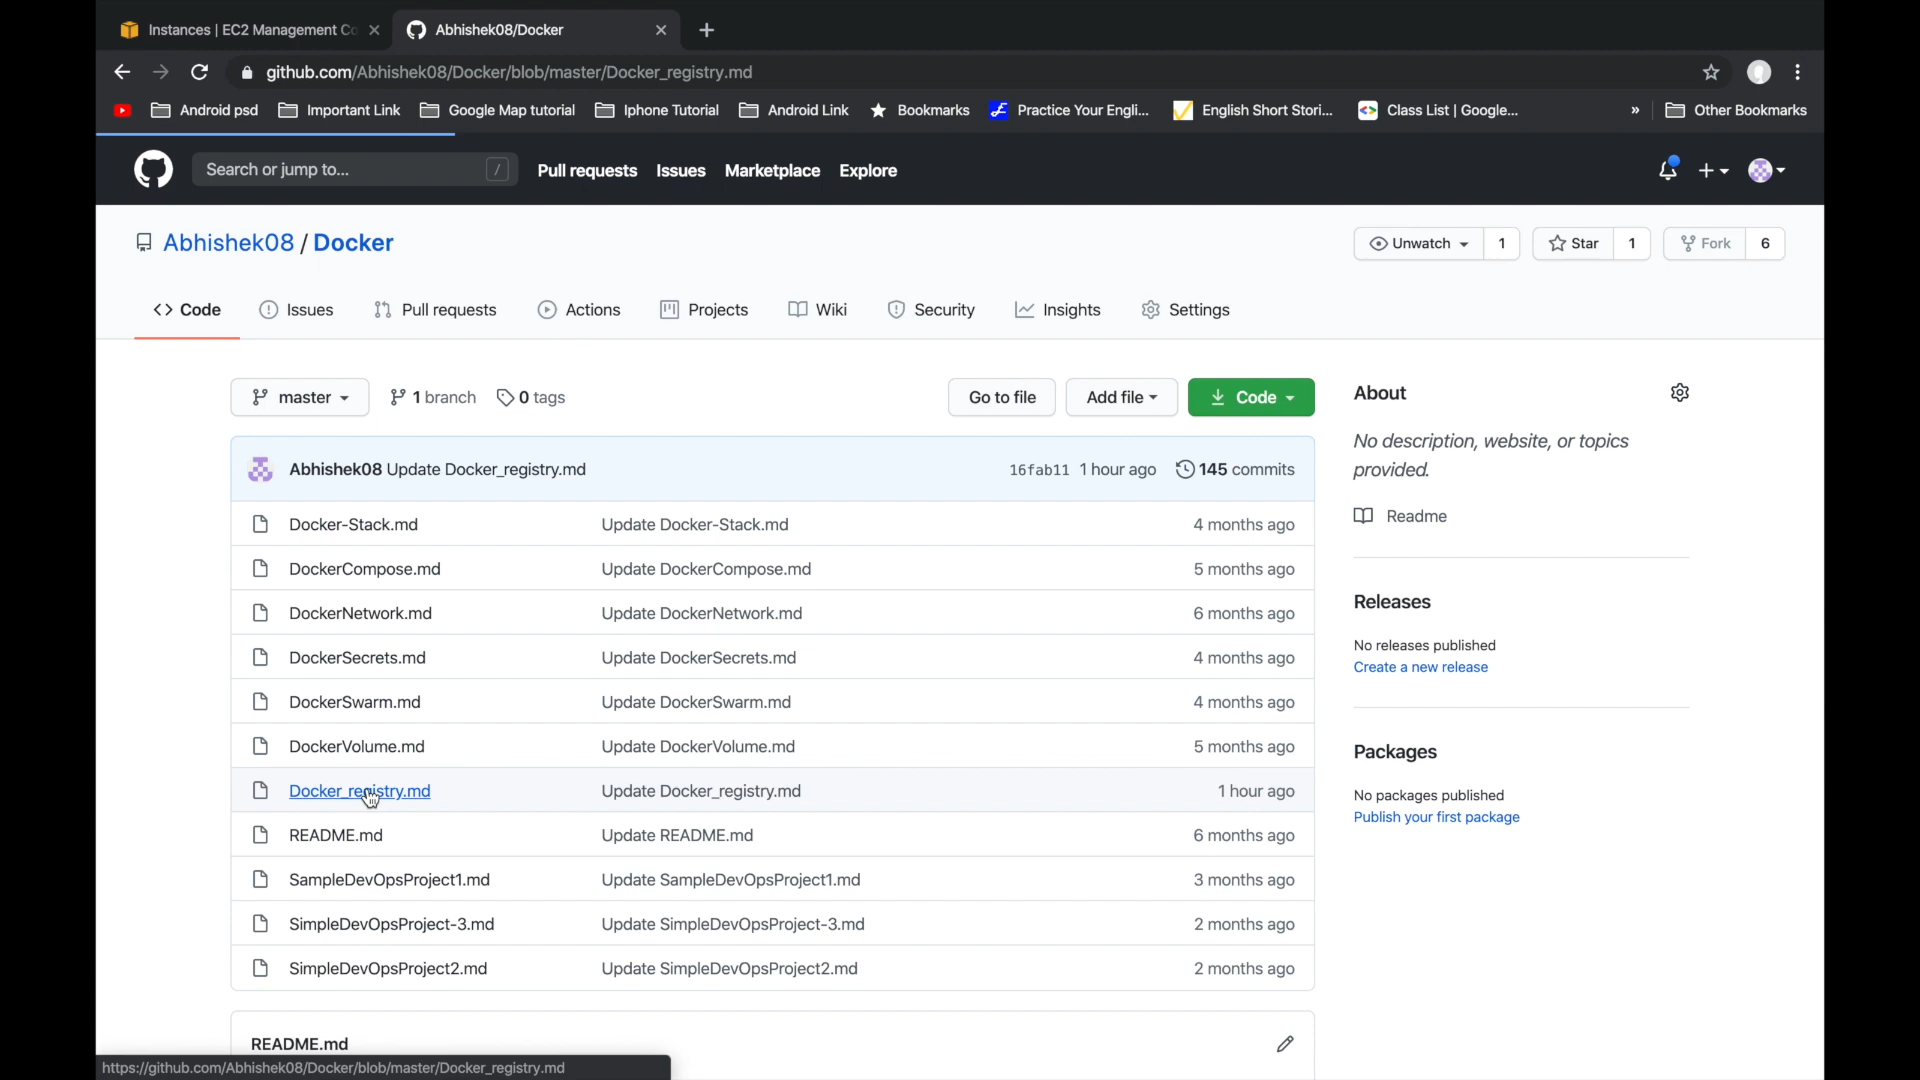 Instances | EC2 Management Co
Abhishek08/Docker
github.com/Abhishek08/Docker/blob/master/Docker_registry.md
Android psd
Important Link
Google Map tutorial
Iphone Tutorial
Android Link
Bookmarks
Practice Your Engli...
English Short Stori...
Class List | Google...
»
Other Bookmarks
Search or jump to...
/
Pull requests
Issues
Marketplace
Explore
Abhishek08 / Docker
Unwatch
1
Star
1
Fork
6
Code
Issues
Pull requests
Actions
Projects
Wiki
Security
Insights
Settings
master
1 branch
0 tags
Go to file
Add file
Code
About
No description, website, or topics
provided.
Readme
Abhishek08 Update Docker_registry.md
16fab11 1 hour ago
145 commits
Docker-Stack.md Update Docker-Stack.md 4 months ago
DockerCompose.md Update DockerCompose.md 5 months ago
DockerNetwork.md Update DockerNetwork.md 6 months ago
DockerSecrets.md Update DockerSecrets.md 4 months ago
DockerSwarm.md Update DockerSwarm.md 4 months ago
DockerVolume.md Update DockerVolume.md 5 months ago
Docker_registry.md Update Docker_registry.md 1 hour ago
README.md Update README.md 6 months ago
SampleDevOpsProject1.md Update SampleDevOpsProject1.md 3 months ago
SimpleDevOpsProject-3.md Update SimpleDevOpsProject-3.md 2 months ago
SimpleDevOpsProject2.md Update SimpleDevOpsProject2.md 2 months ago
Releases
No releases published
Create a new release
Packages
No packages published
Publish your first package
README.md
https://github.com/Abhishek08/Docker/blob/master/Docker_registry.md